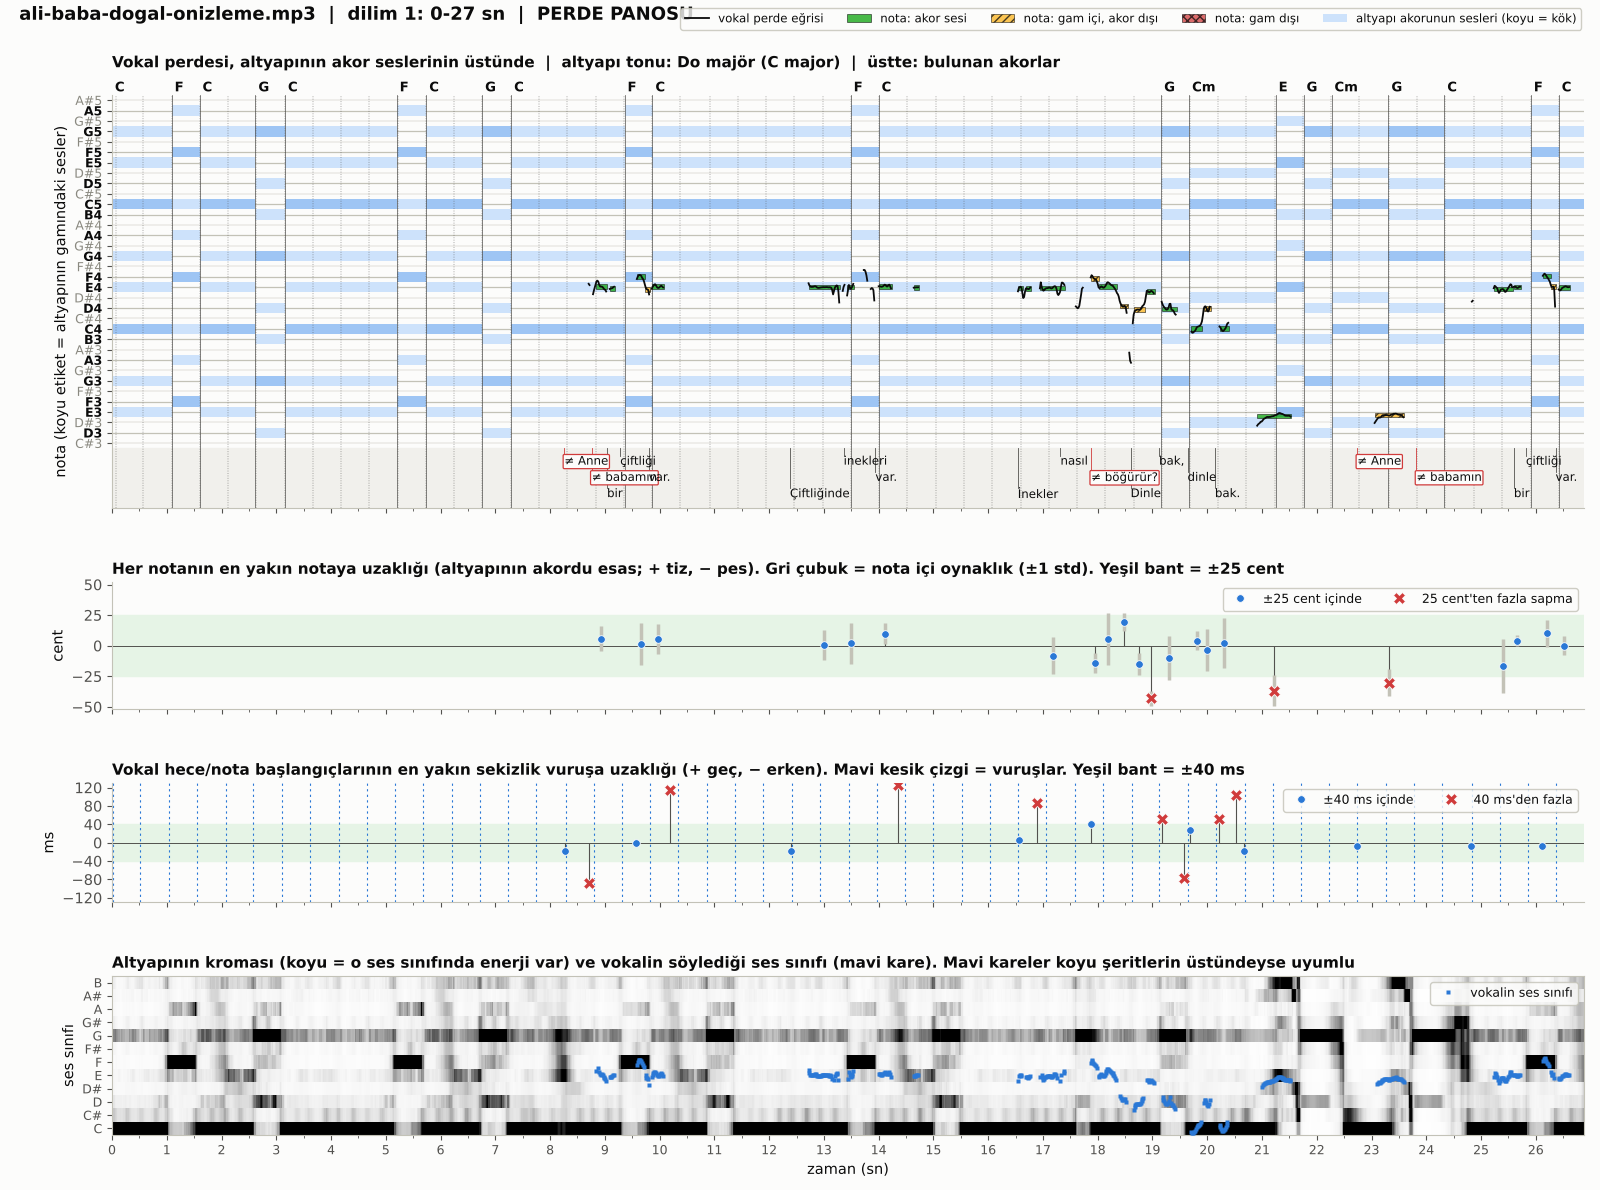 ali-baba-dogal-onizleme.mp3 | dilim 1: 0-27 sn | PERDE PANOSU
vokal perde eğrisi
nota: akor sesi
nota: gam içi, akor dışı
nota: gam dışı
altyapı akorunun sesleri (koyu = kök)
Vokal perdesi, altyapının akor seslerinin üstünde | altyapı tonu: Do majör (C major) | üstte: bulunan akorlar
C F C G C F C G C F C F C G Cm E G Cm G C F C
nota (koyu etiket = altyapının gamındaki sesler)
A#5
A5
G#5
G5
F#5
F5
E5
D#5
D5
C#5
C5
B4
A#4
A4
G#4
G4
F#4
F4
E4
D#4
D4
C#4
C4
B3
A#3
A3
G#3
G3
F#3
F3
E3
D#3
D3
C#3
≠ Anne çiftliği inekleri nasıl bak, ≠ Anne çiftliği
≠ babamın var. var. ≠ böğürür? dinle ≠ babamın var.
bir Çiftliğinde İnekler Dinle bak. bir
Her notanın en yakın notaya uzaklığı (altyapının akordu esas; + tiz, − pes). Gri çubuk = nota içi oynaklık (±1 std). Yeşil bant = ±25 cent
±25 cent içinde
25 cent'ten fazla sapma
cent
50
25
0
−25
−50
Vokal hece/nota başlangıçlarının en yakın sekizlik vuruşa uzaklığı (+ geç, − erken). Mavi kesik çizgi = vuruşlar. Yeşil bant = ±40 ms
±40 ms içinde
40 ms'den fazla
ms
120
80
40
0
−40
−80
−120
Altyapının kroması (koyu = o ses sınıfında enerji var) ve vokalin söylediği ses sınıfı (mavi kare). Mavi kareler koyu şeritlerin üstündeyse uyumlu
vokalin ses sınıfı
ses sınıfı
B
A#
A
G#
G
F#
F
E
D#
D
C#
C
0 1 2 3 4 5 6 7 8 9 10 11 12 13 14 15 16 17 18 19 20 21 22 23 24 25 26
zaman (sn)